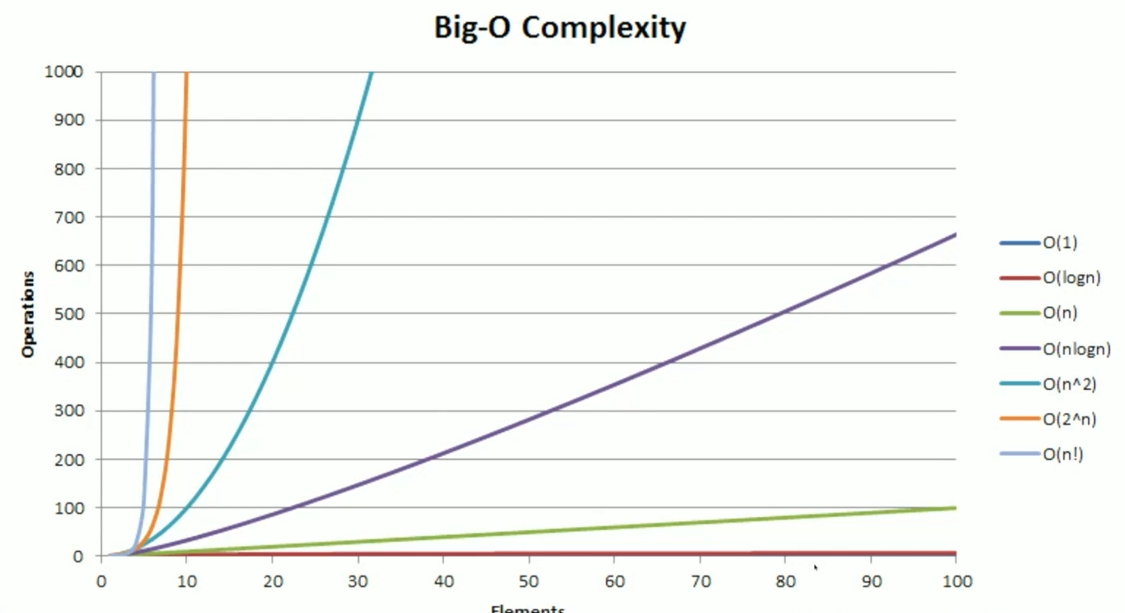 Big-O Complexity
1000
900
800
700
600
500
400
300
200
100
0
Operations
0 10 20 30 40 50 60 70 80 90 100
Elements
O(1)
O(logn)
O(n)
O(nlogn)
O(n^2)
O(2^n)
O(n!)